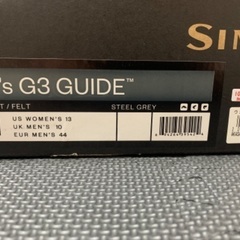 SIM
's G3 GUIDE™
T / FELT
STEEL GREY
US WOMEN'S 13
UK MEN'S 10
EUR MEN'S 44